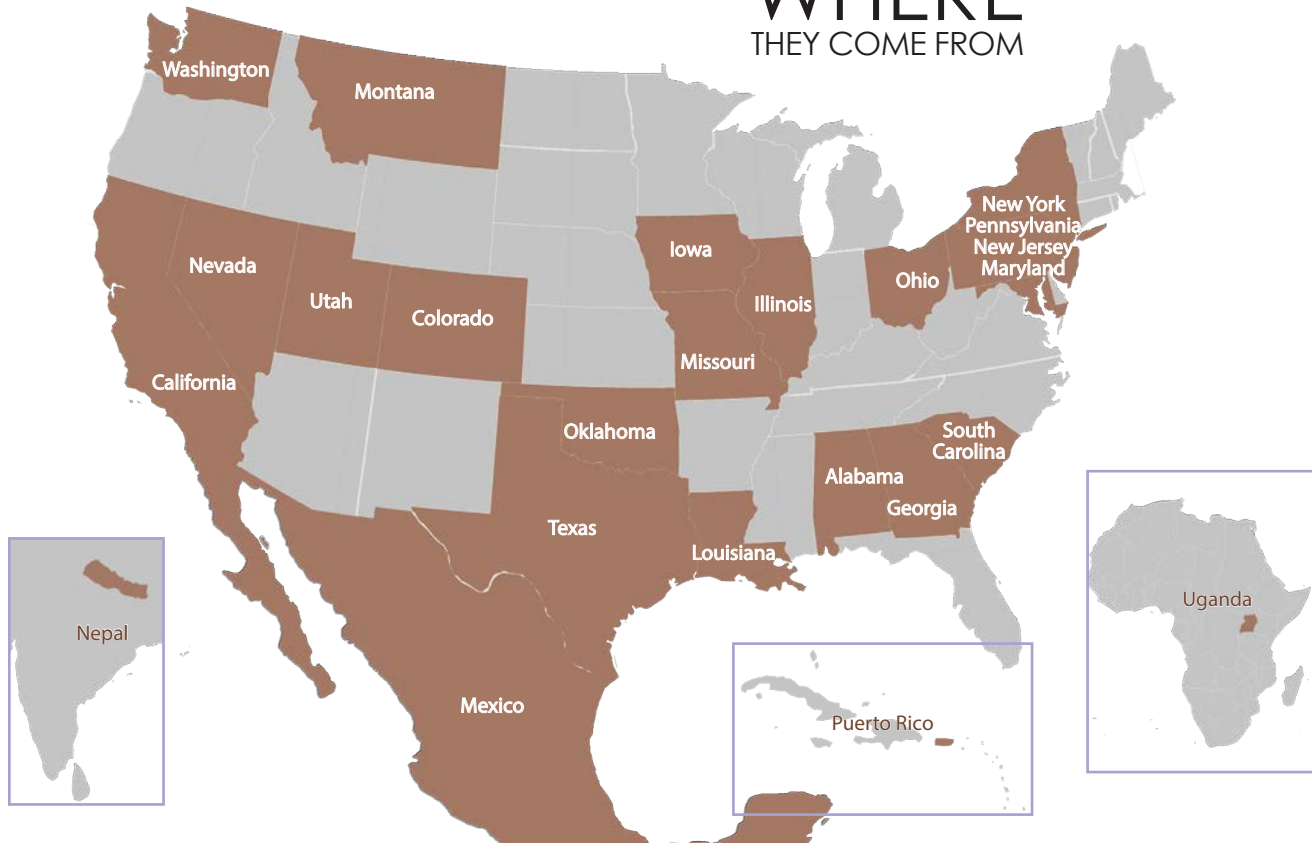 WHERE
THEY COME FROM
Washington
Montana
New York
Pennsylvania
New Jersey
Maryland
Iowa
Nevada
Ohio
Utah
Illinois
Colorado
Missouri
California
Oklahoma
South
Carolina
Alabama
Georgia
Texas
Louisiana
Uganda
Nepal
Mexico
Puerto Rico